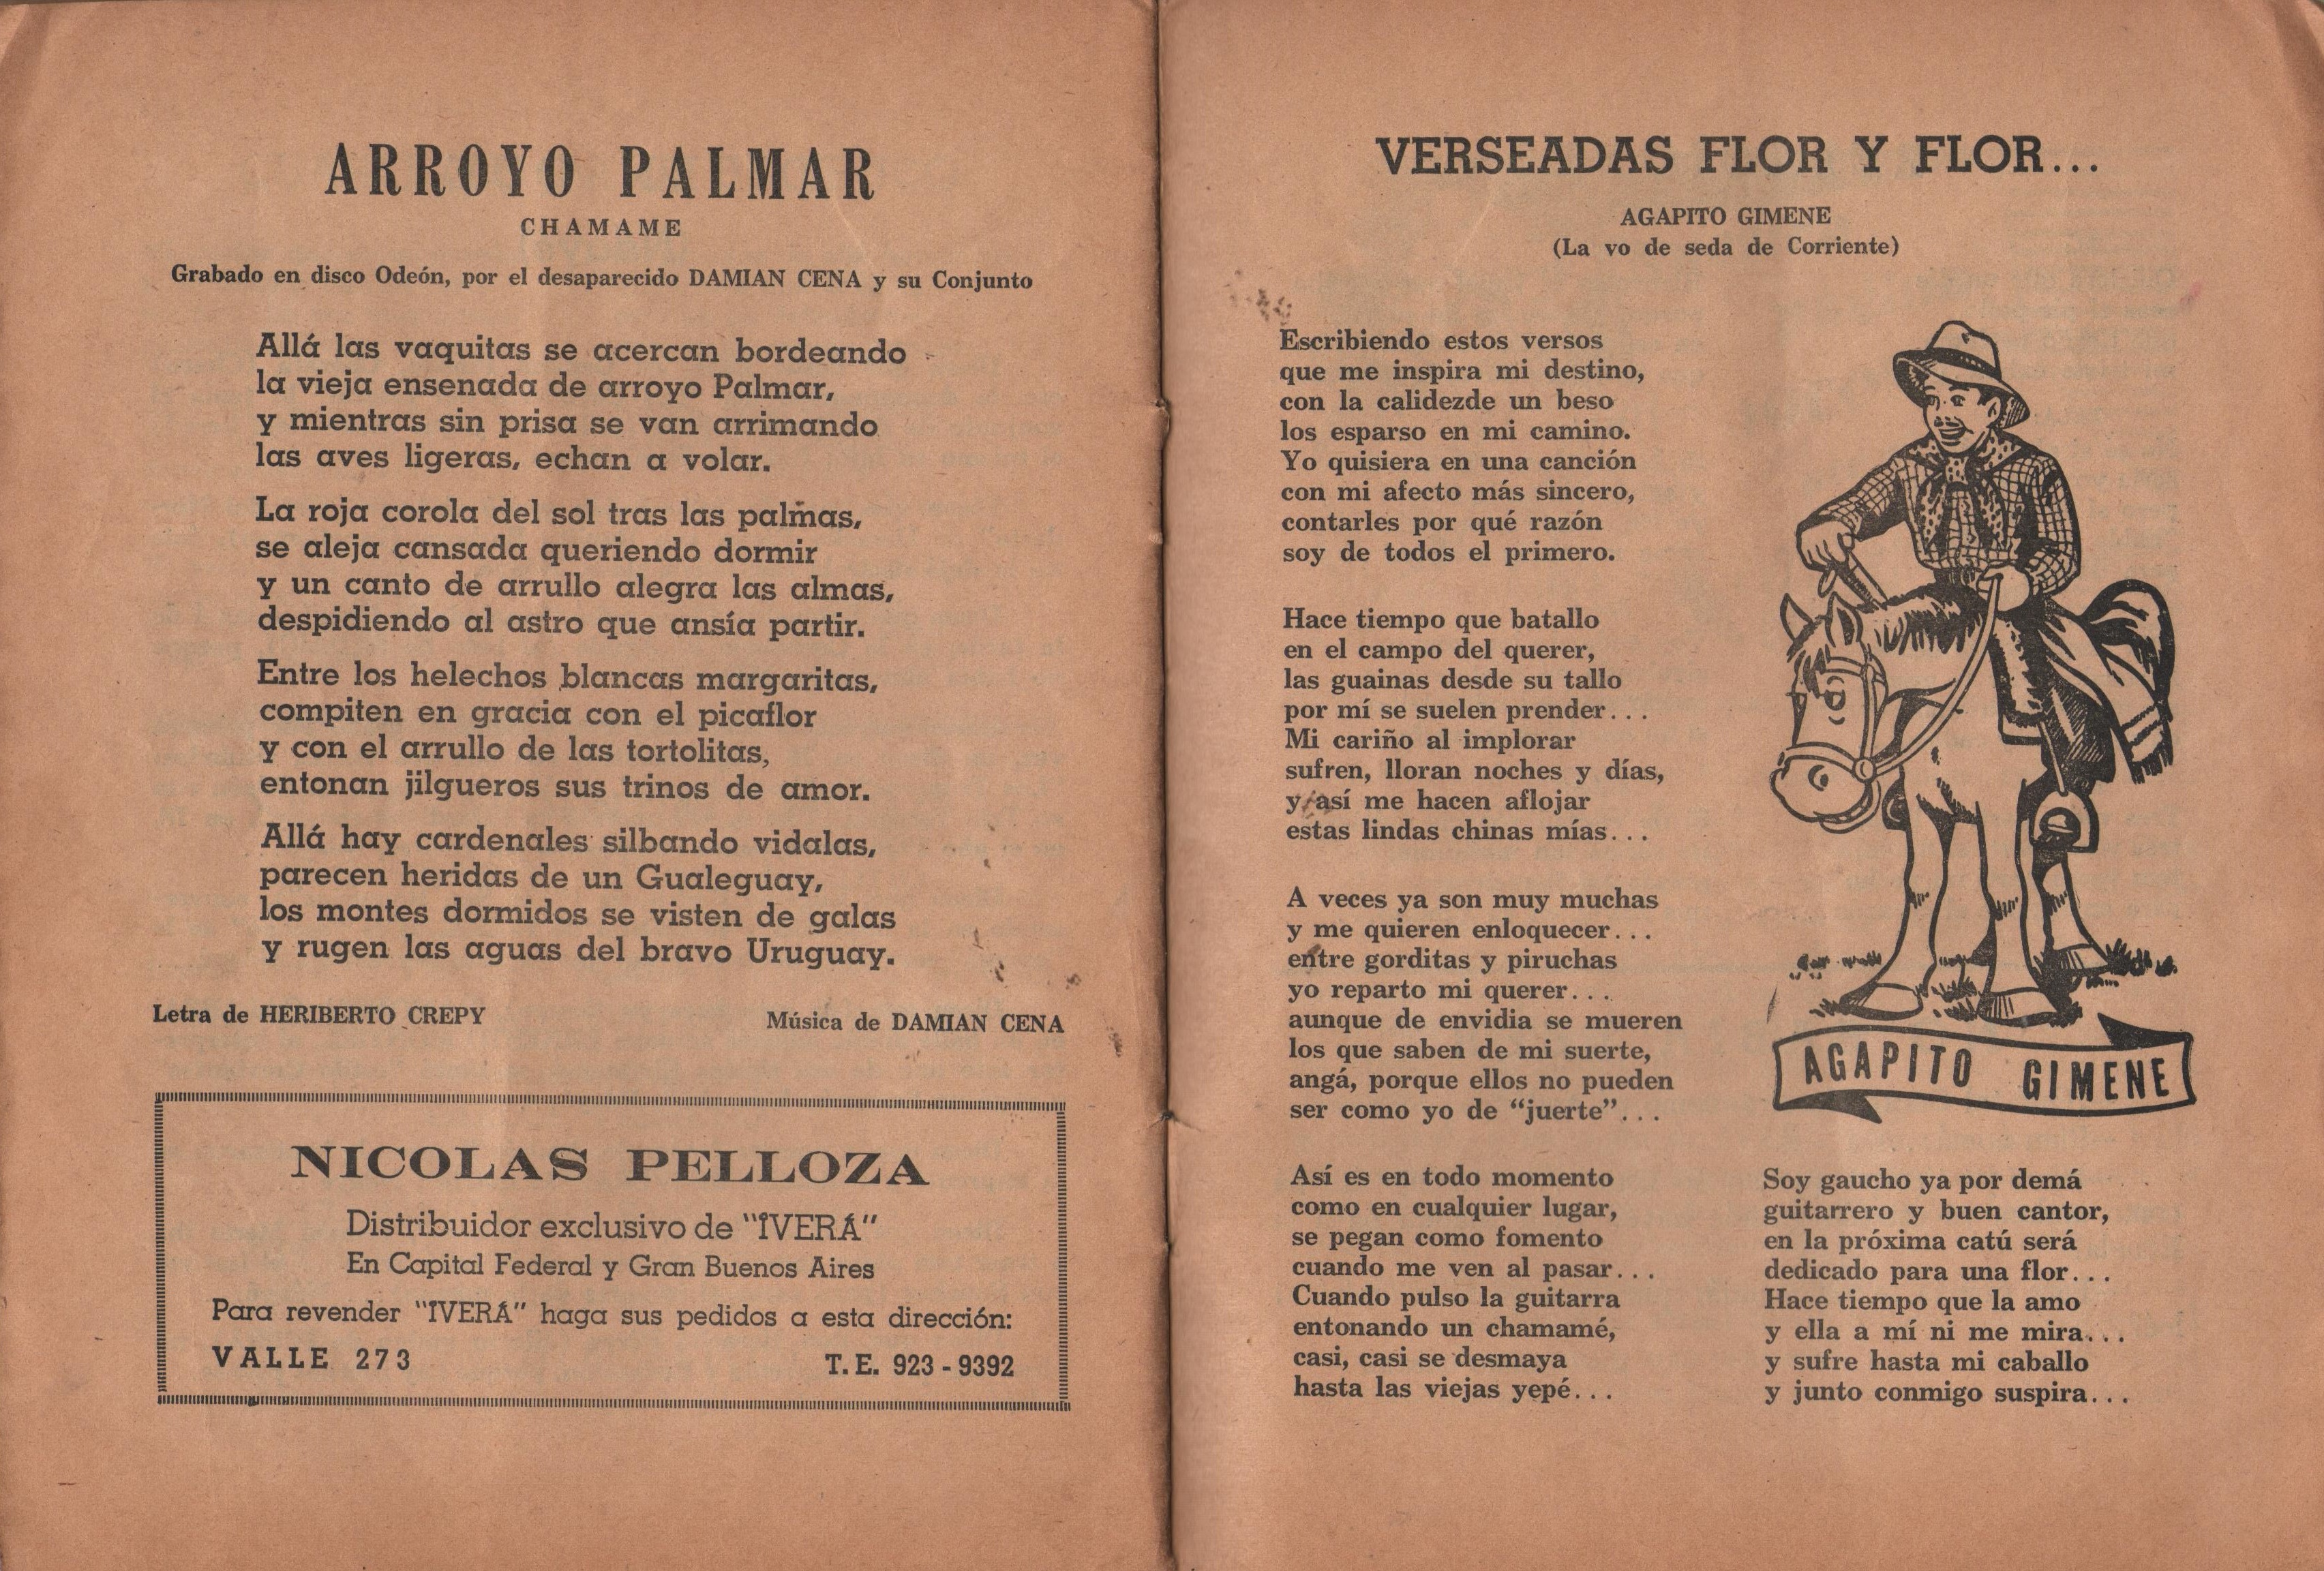 ARROYO PALMAR
CHAMAME
Grabado en disco Odeón, por el desaparecido DAMIAN CENA y su Conjunto
Allá las vaquitas se acercan bordeando
la vieja ensenada de arroyo Palmar,
y mientras sin prisa se van arrimando
las aves ligeras, echan a volar.
La roja corola del sol tras las palmas,
se aleja cansada queriendo dormir
y un canto de arrullo alegra las almas,
despidiendo al astro que ansía partir.
Entre los helechos blancas margaritas,
compiten en gracia con el picaflor
y con el arrullo de las tortolitas,
entonan jilgueros sus trinos de amor.
Allá hay cardenales silbando vidalas,
parecen heridas de un Gualeguay,
los montes dormidos se visten de galas
y rugen las aguas del bravo Uruguay.
Letra de HERIBERTO CREPY Música de DAMIAN CENA
NICOLAS PELLOZA
Distribuidor exclusivo de "ÎVERÁ"
En Capital Federal y Gran Buenos Aires
Para revender "ÎVERÁ" haga sus pedidos a esta dirección:
VALLE 273 T. E. 923 - 9392
VERSEADAS FLOR Y FLOR...
AGAPITO GIMENE
(La vo de seda de Corriente)
Escribiendo estos versos
que me inspira mi destino,
con la calidezde un beso
los esparso en mi camino.
Yo quisiera en una canción
con mi afecto más sincero,
contarles por qué razón
soy de todos el primero.
Hace tiempo que batallo
en el campo del querer,
las guainas desde su tallo
por mí se suelen prender...
Mi cariño al implorar
sufren, lloran noches y días,
y así me hacen aflojar
estas lindas chinas mías...
A veces ya son muy muchas
y me quieren enloquecer...
entre gorditas y piruchas
yo reparto mi querer...
aunque de envidia se mueren
los que saben de mi suerte,
angá, porque ellos no pueden
ser como yo de "juerte"...
AGAPITO GIMENE
Así es en todo momento
como en cualquier lugar,
se pegan como fomento
cuando me ven al pasar...
Cuando pulso la guitarra
entonando un chamamé,
casi, casi se desmaya
hasta las viejas yepé...
Soy gaucho ya por demá
guitarrero y buen cantor,
en la próxima catú será
dedicado para una flor...
Hace tiempo que la amo
y ella a mí ni me mira...
y sufre hasta mi caballo
y junto conmigo suspira...